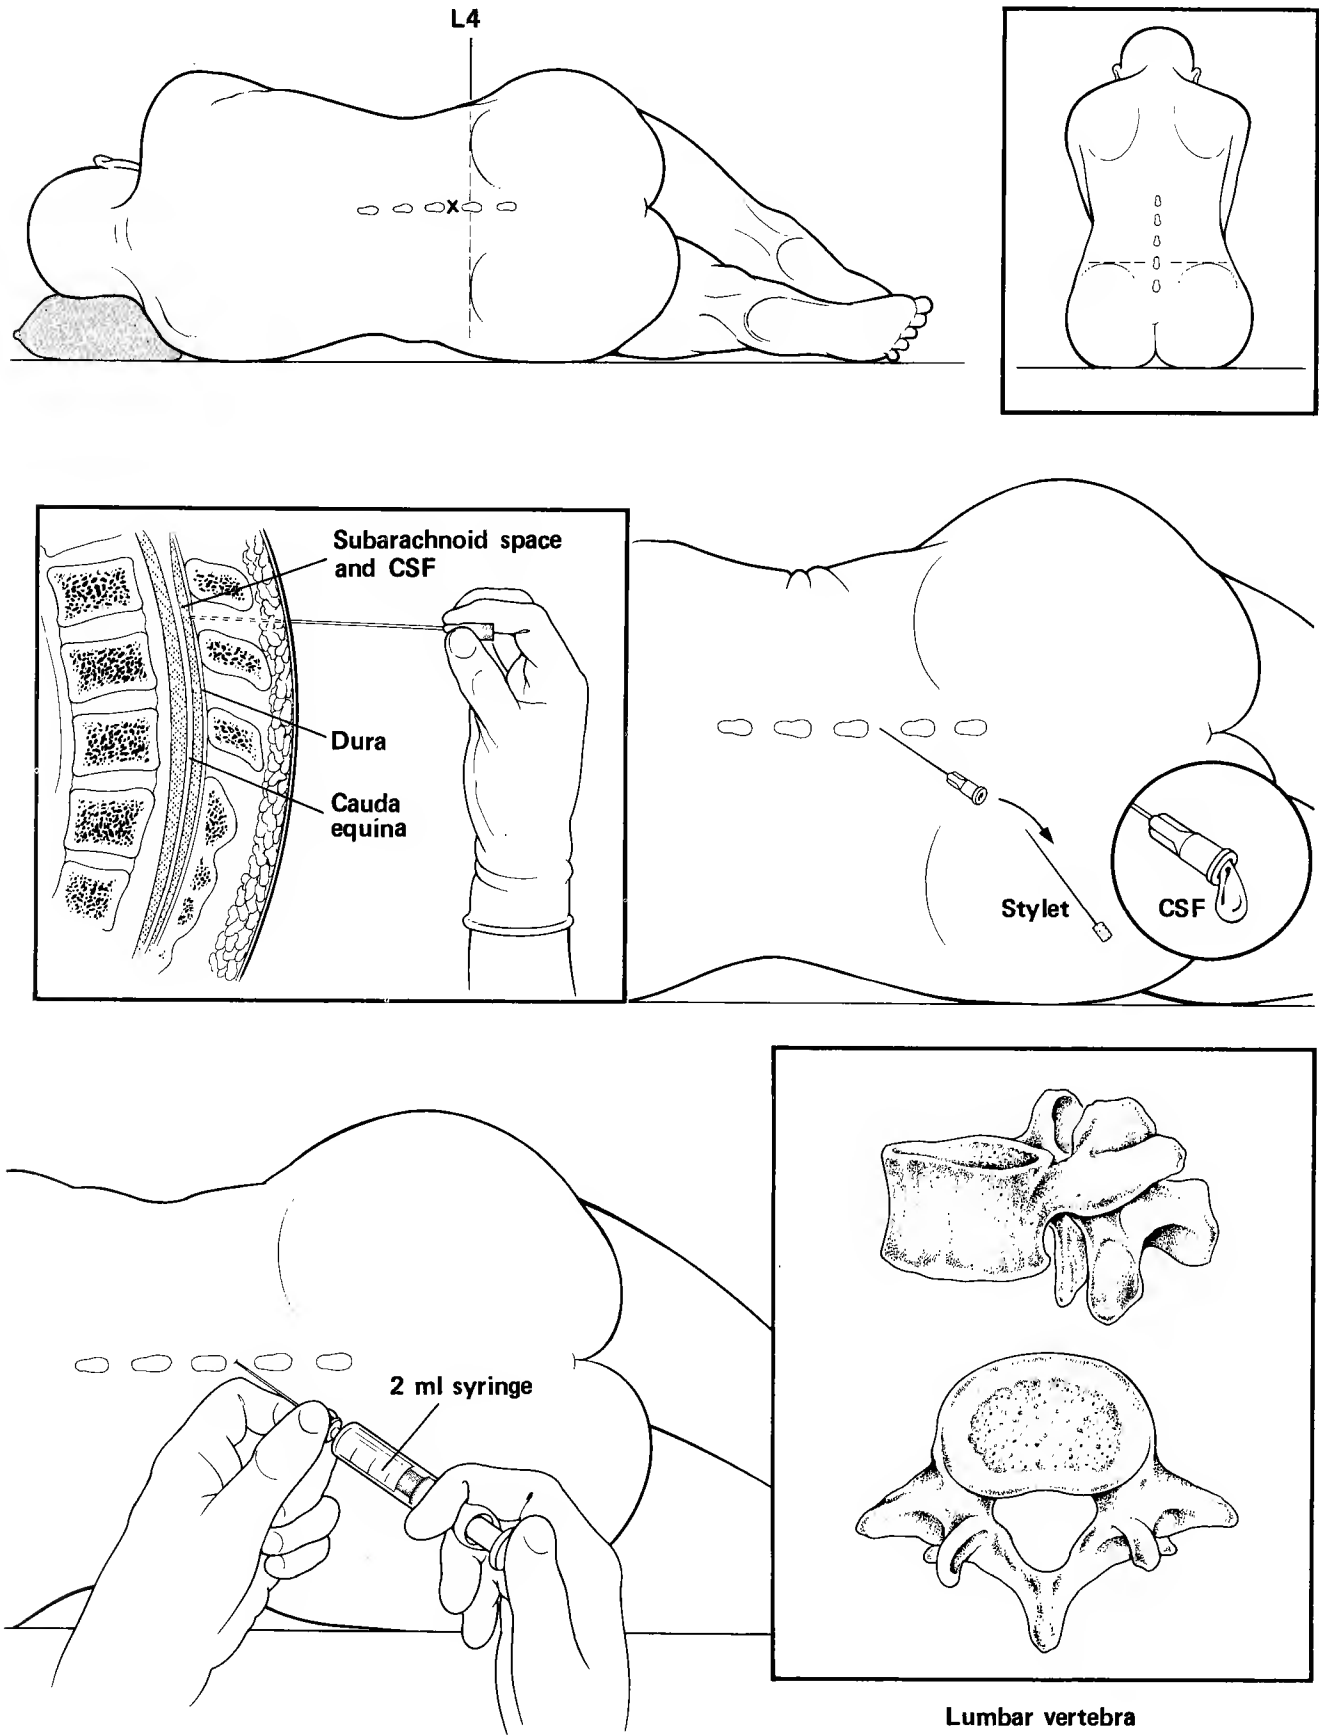 L4
X
Subarachnoid space
and CSF
Dura
Cauda
equina
Stylet
CSF
2 ml syringe
Lumbar vertebra